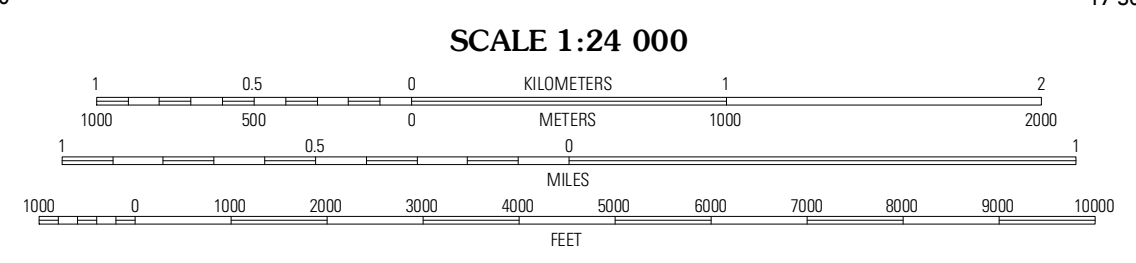 SCALE 1:24 000
1 0.5 0 KILOMETERS 1 2
1000 500 0 METERS 1000 2000
1 0.5 0 1
MILES
1000 0 1000 2000 3000 4000 5000 6000 7000 8000 9000 10000
FEET